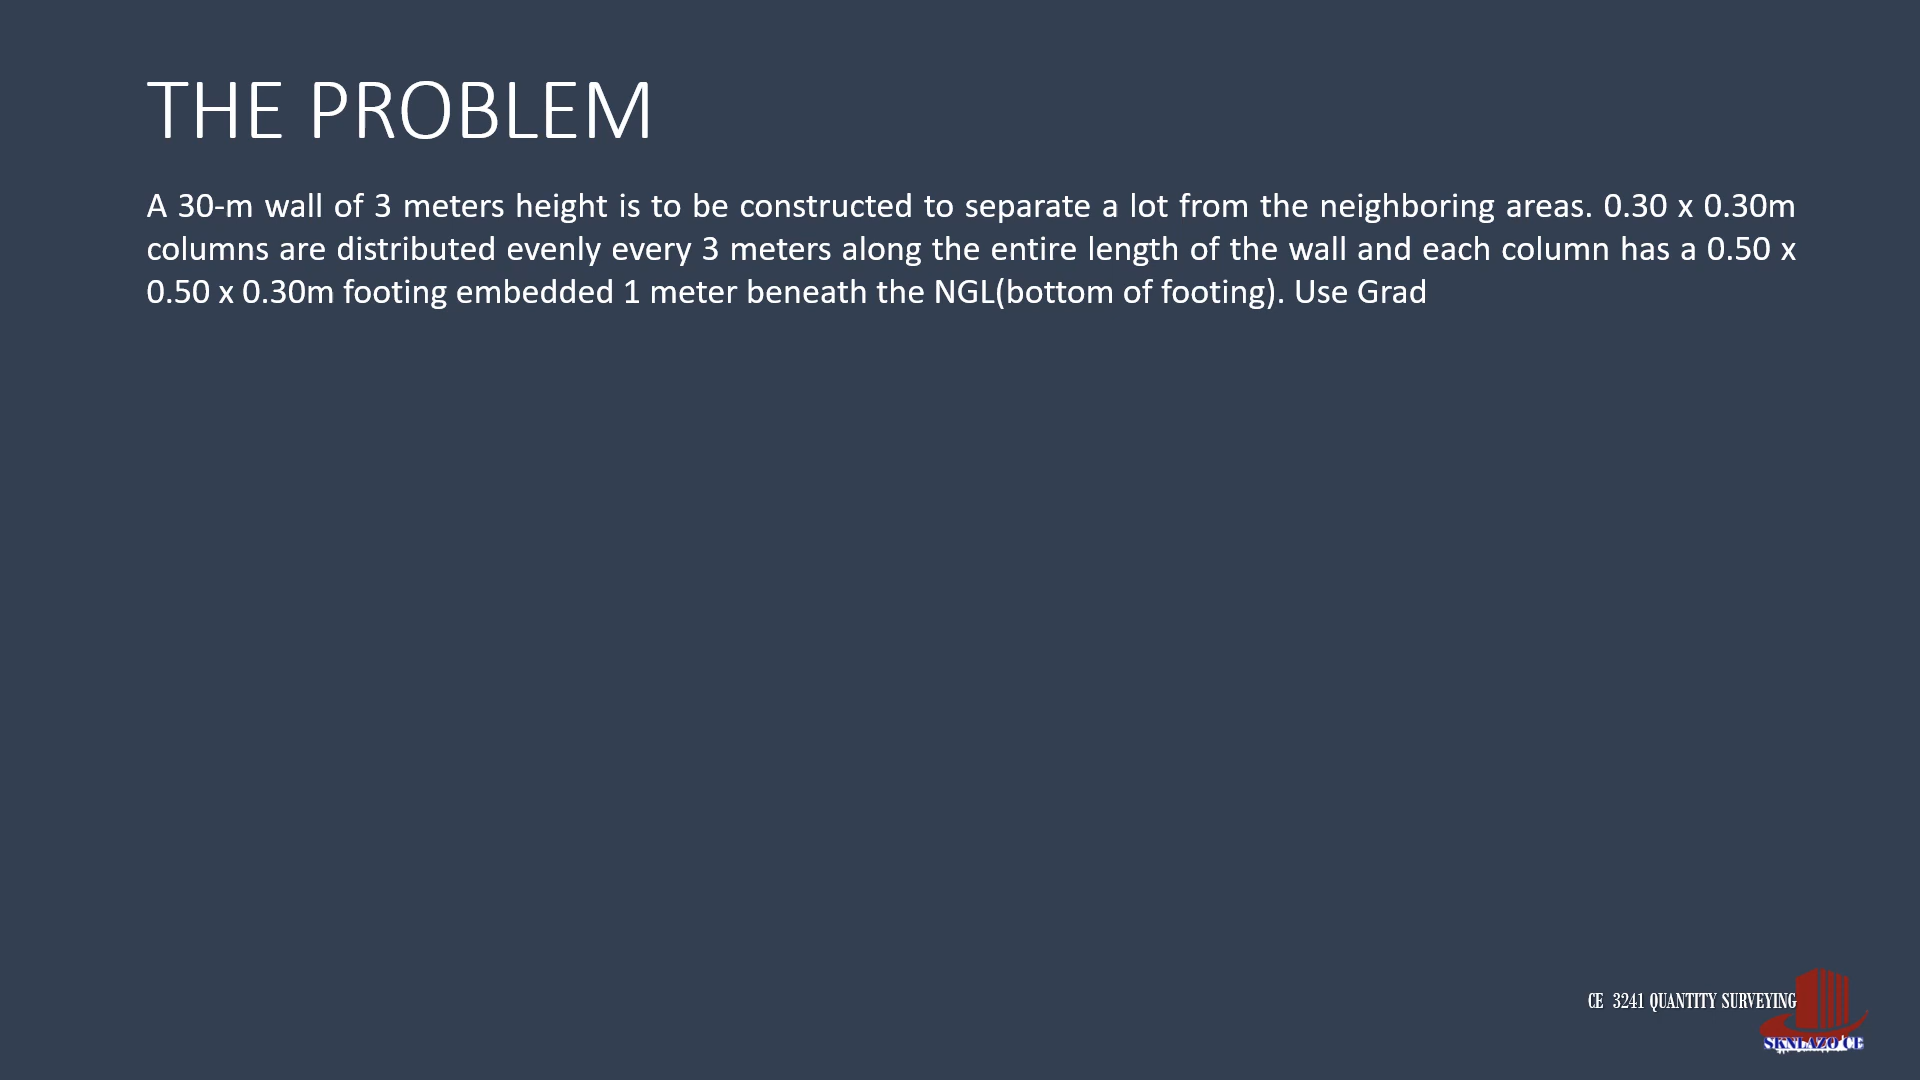 THE PROBLEM
A 30-m wall of 3 meters height is to be constructed to separate a lot from the neighboring areas. 0.30 x 0.30m
columns are distributed evenly every 3 meters along the entire length of the wall and each column has a 0.50 x
0.50 x 0.30m footing embedded 1 meter beneath the NGL(bottom of footing). Use Grad
CE 3241 QUANTITY SURVEYING
SKNLAZO CE